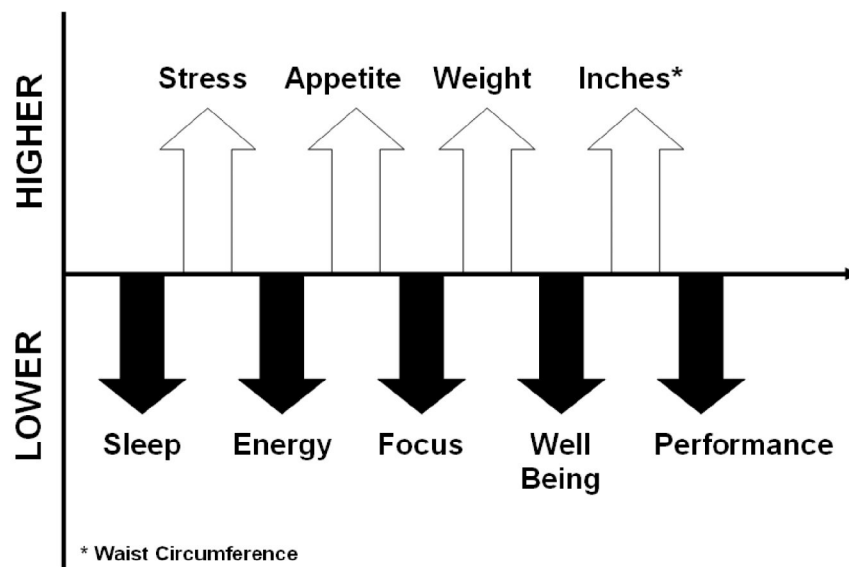 HIGHER
Stress Appetite Weight Inches*
LOWER
Sleep Energy Focus Well Being Performance
* Waist Circumference